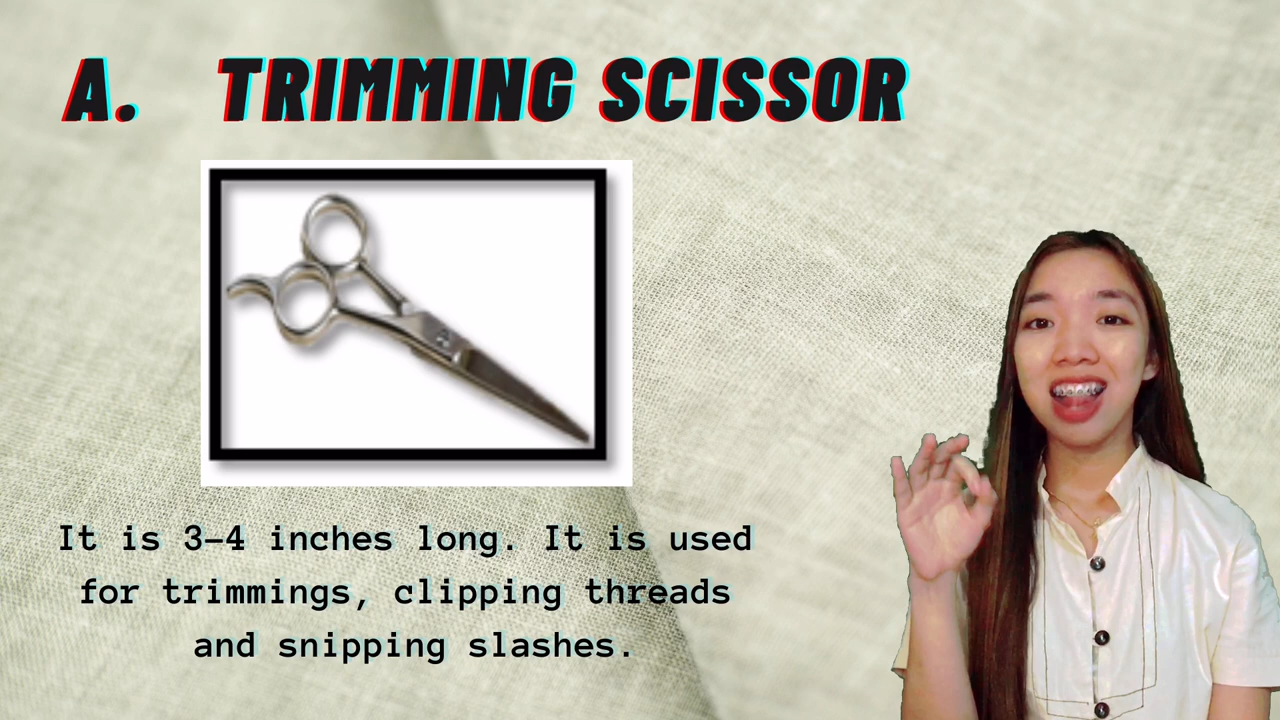 A. TRIMMING SCISSOR
It is 3-4 inches long. It is used
for trimmings, clipping threads
and snipping slashes.